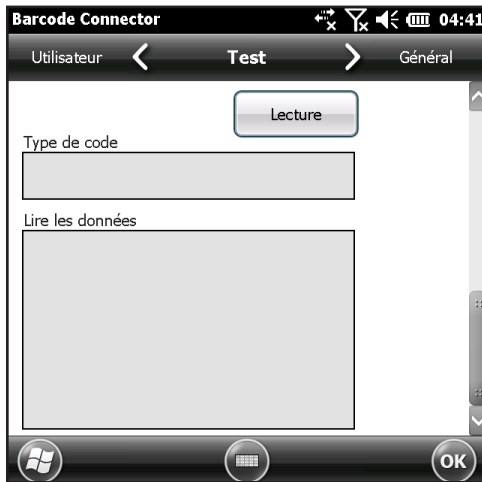 Barcode Connector 04:41
Utilisateur Test Général
Lecture
Type de code
Lire les données
OK